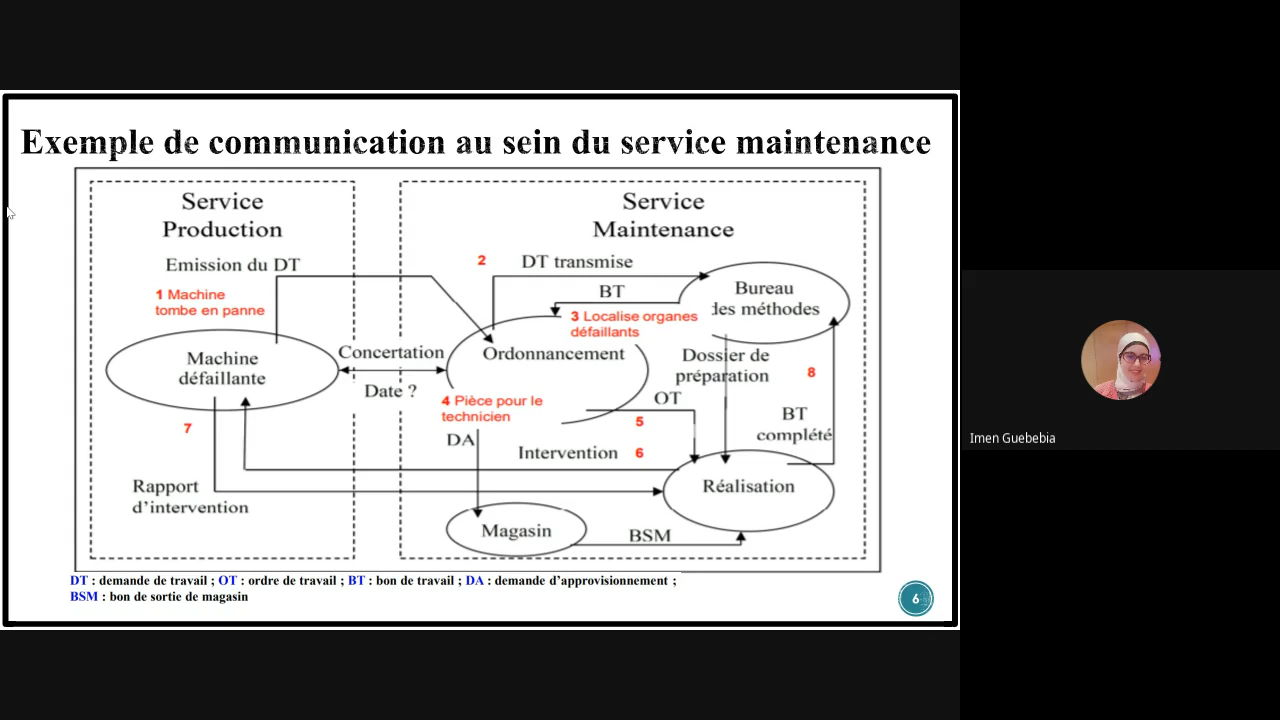 Exemple de communication au sein du service maintenance
Service
Production
Service
Maintenance
Emission du DT
2
DT transmise
1 Machine
tombe en panne
BT
Bureau
des méthodes
3 Localise organes
défaillants
Machine
défaillante
Concertation
Date ?
Ordonnancement
Dossier de
préparation
8
4 Pièce pour le
technicien
OT
5
BT
complété
7
DA
Intervention 6
Rapport
d’intervention
Réalisation
Magasin
BSM
DT : demande de travail ; OT : ordre de travail ; BT : bon de travail ; DA : demande d’approvisionnement ;
BSM : bon de sortie de magasin
6
Imen Guebebia